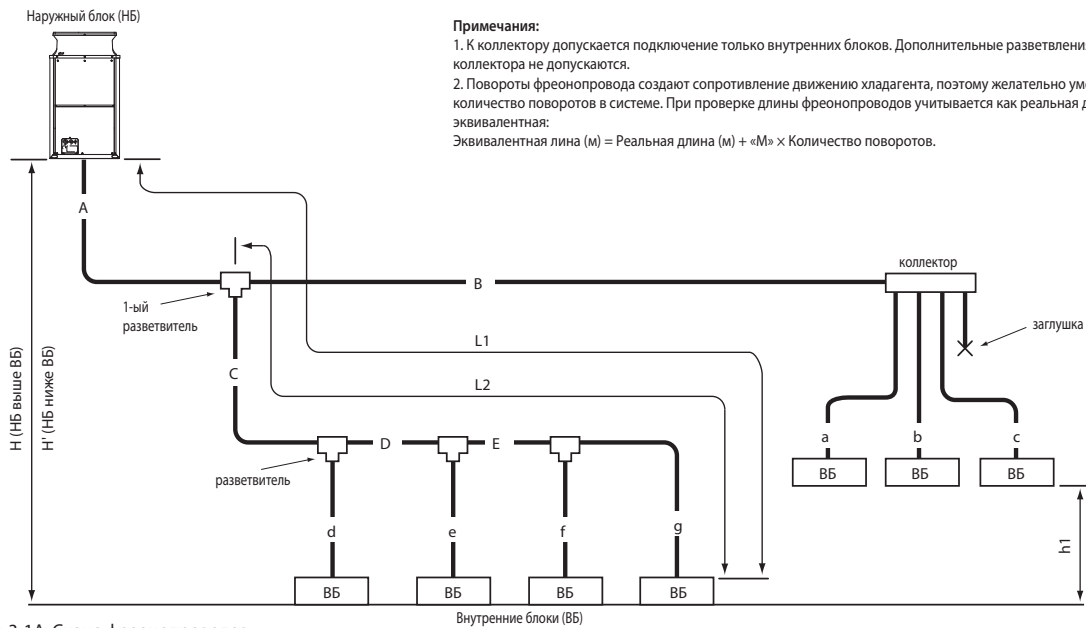 Наружный блок (НБ)
Примечания:
1. К коллектору допускается подключение только внутренних блоков. Дополнительные разветвления
коллектора не допускаются.
2. Повороты фреонопровода создают сопротивление движению хладагента, поэтому желательно
количество поворотов в системе. При проверке длины фреонопроводов учитывается как реальная
эквивалентная:
Эквивалентная лина (м) = Реальная длина (м) + «М» × Количество поворотов.
A
B
коллектор
1-ый
разветвитель
заглушка
L1
C
L2
H (НБ выше ВБ)
H' (НБ ниже ВБ)
D
E
разветвитель
a
b
c
ВБ
ВБ
ВБ
d
e
f
g
h1
ВБ
ВБ
ВБ
ВБ
Внутренние блоки (ВБ)